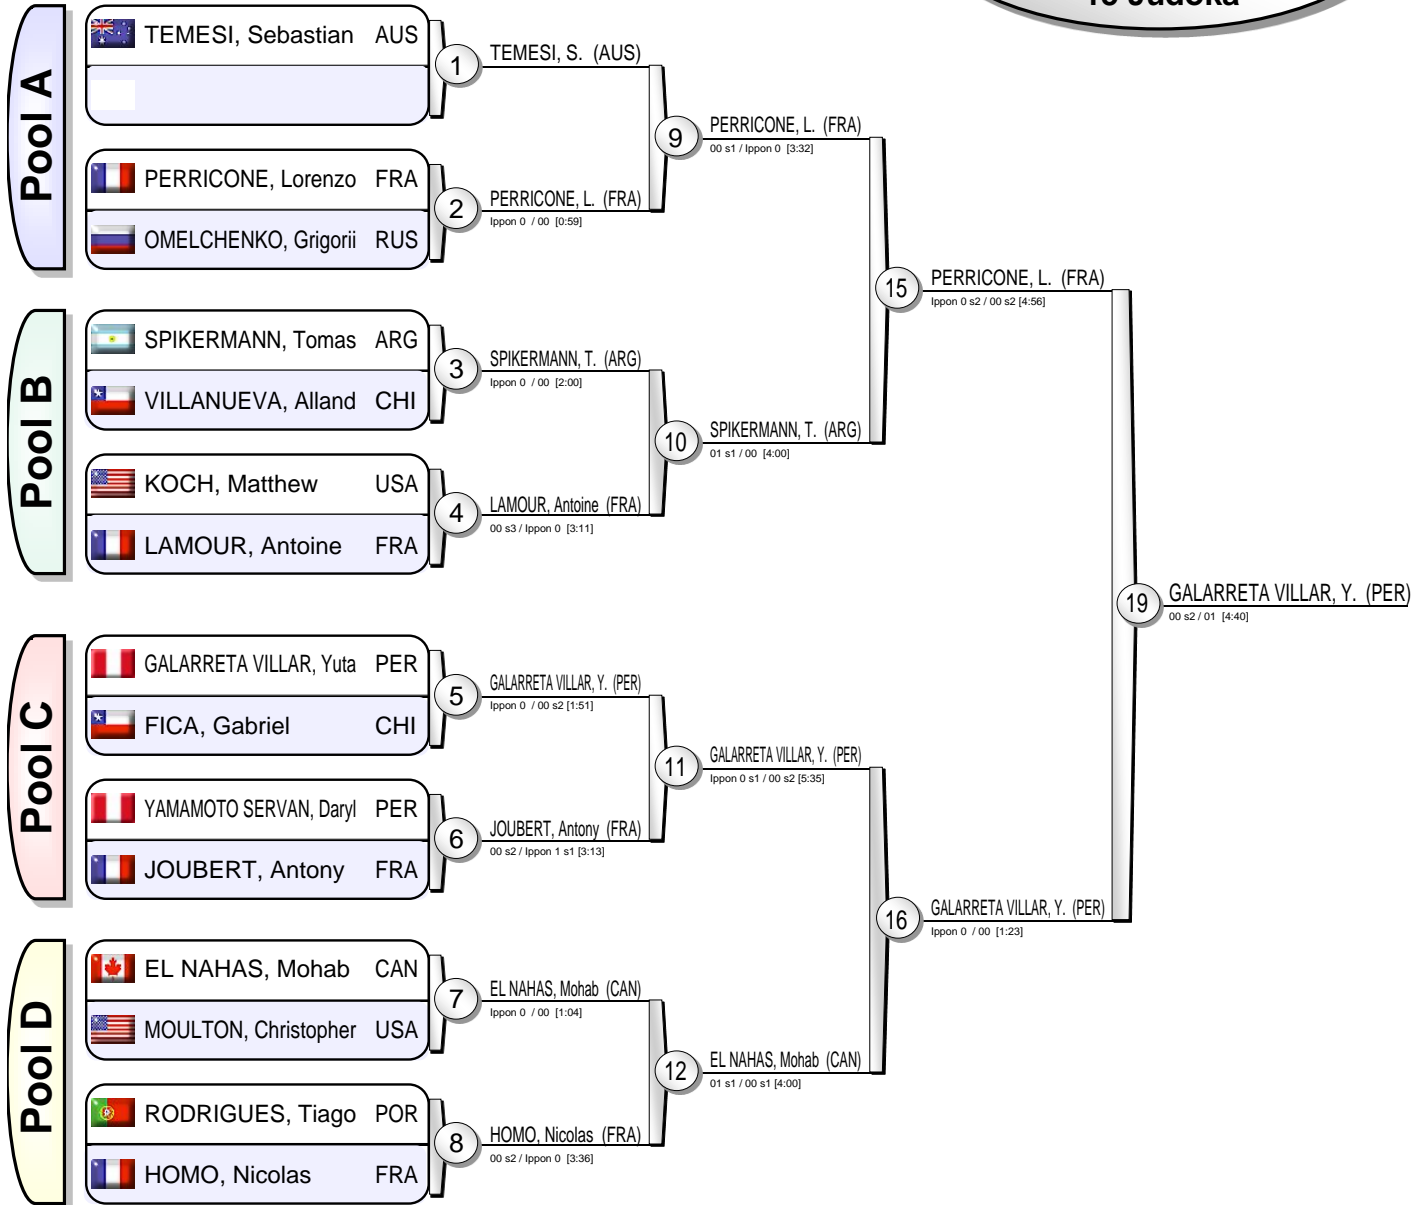 15 Judoka
Pool A
TEMESI, Sebastian AUS
1
TEMESI, S. (AUS)
PERRICONE, Lorenzo FRA
OMELCHENKO, Grigorii RUS
2
PERRICONE, L. (FRA)
Ippon 0 / 00 [0:59]
9
PERRICONE, L. (FRA)
00 s1 / Ippon 0 [3:32]
Pool B
SPIKERMANN, Tomas ARG
VILLANUEVA, Alland CHI
3
SPIKERMANN, T. (ARG)
Ippon 0 / 00 [2:00]
KOCH, Matthew USA
LAMOUR, Antoine FRA
4
LAMOUR, Antoine (FRA)
00 s3 / Ippon 0 [3:11]
10
SPIKERMANN, T. (ARG)
01 s1 / 00 [4:00]
15
PERRICONE, L. (FRA)
Ippon 0 s2 / 00 s2 [4:56]
Pool C
GALARRETA VILLAR, Yuta PER
FICA, Gabriel CHI
5
GALARRETA VILLAR, Y. (PER)
Ippon 0 / 00 s2 [1:51]
YAMAMOTO SERVAN, Daryl PER
JOUBERT, Antony FRA
6
JOUBERT, Antony (FRA)
00 s2 / Ippon 1 s1 [3:13]
11
GALARRETA VILLAR, Y. (PER)
Ippon 0 s1 / 00 s2 [5:35]
Pool D
EL NAHAS, Mohab CAN
MOULTON, Christopher USA
7
EL NAHAS, Mohab (CAN)
Ippon 0 / 00 [1:04]
RODRIGUES, Tiago POR
HOMO, Nicolas FRA
8
HOMO, Nicolas (FRA)
00 s2 / Ippon 0 [3:36]
12
EL NAHAS, Mohab (CAN)
01 s1 / 00 s1 [4:00]
16
GALARRETA VILLAR, Y. (PER)
Ippon 0 / 00 [1:23]
19
GALARRETA VILLAR, Y. (PER)
00 s2 / 01 [4:40]